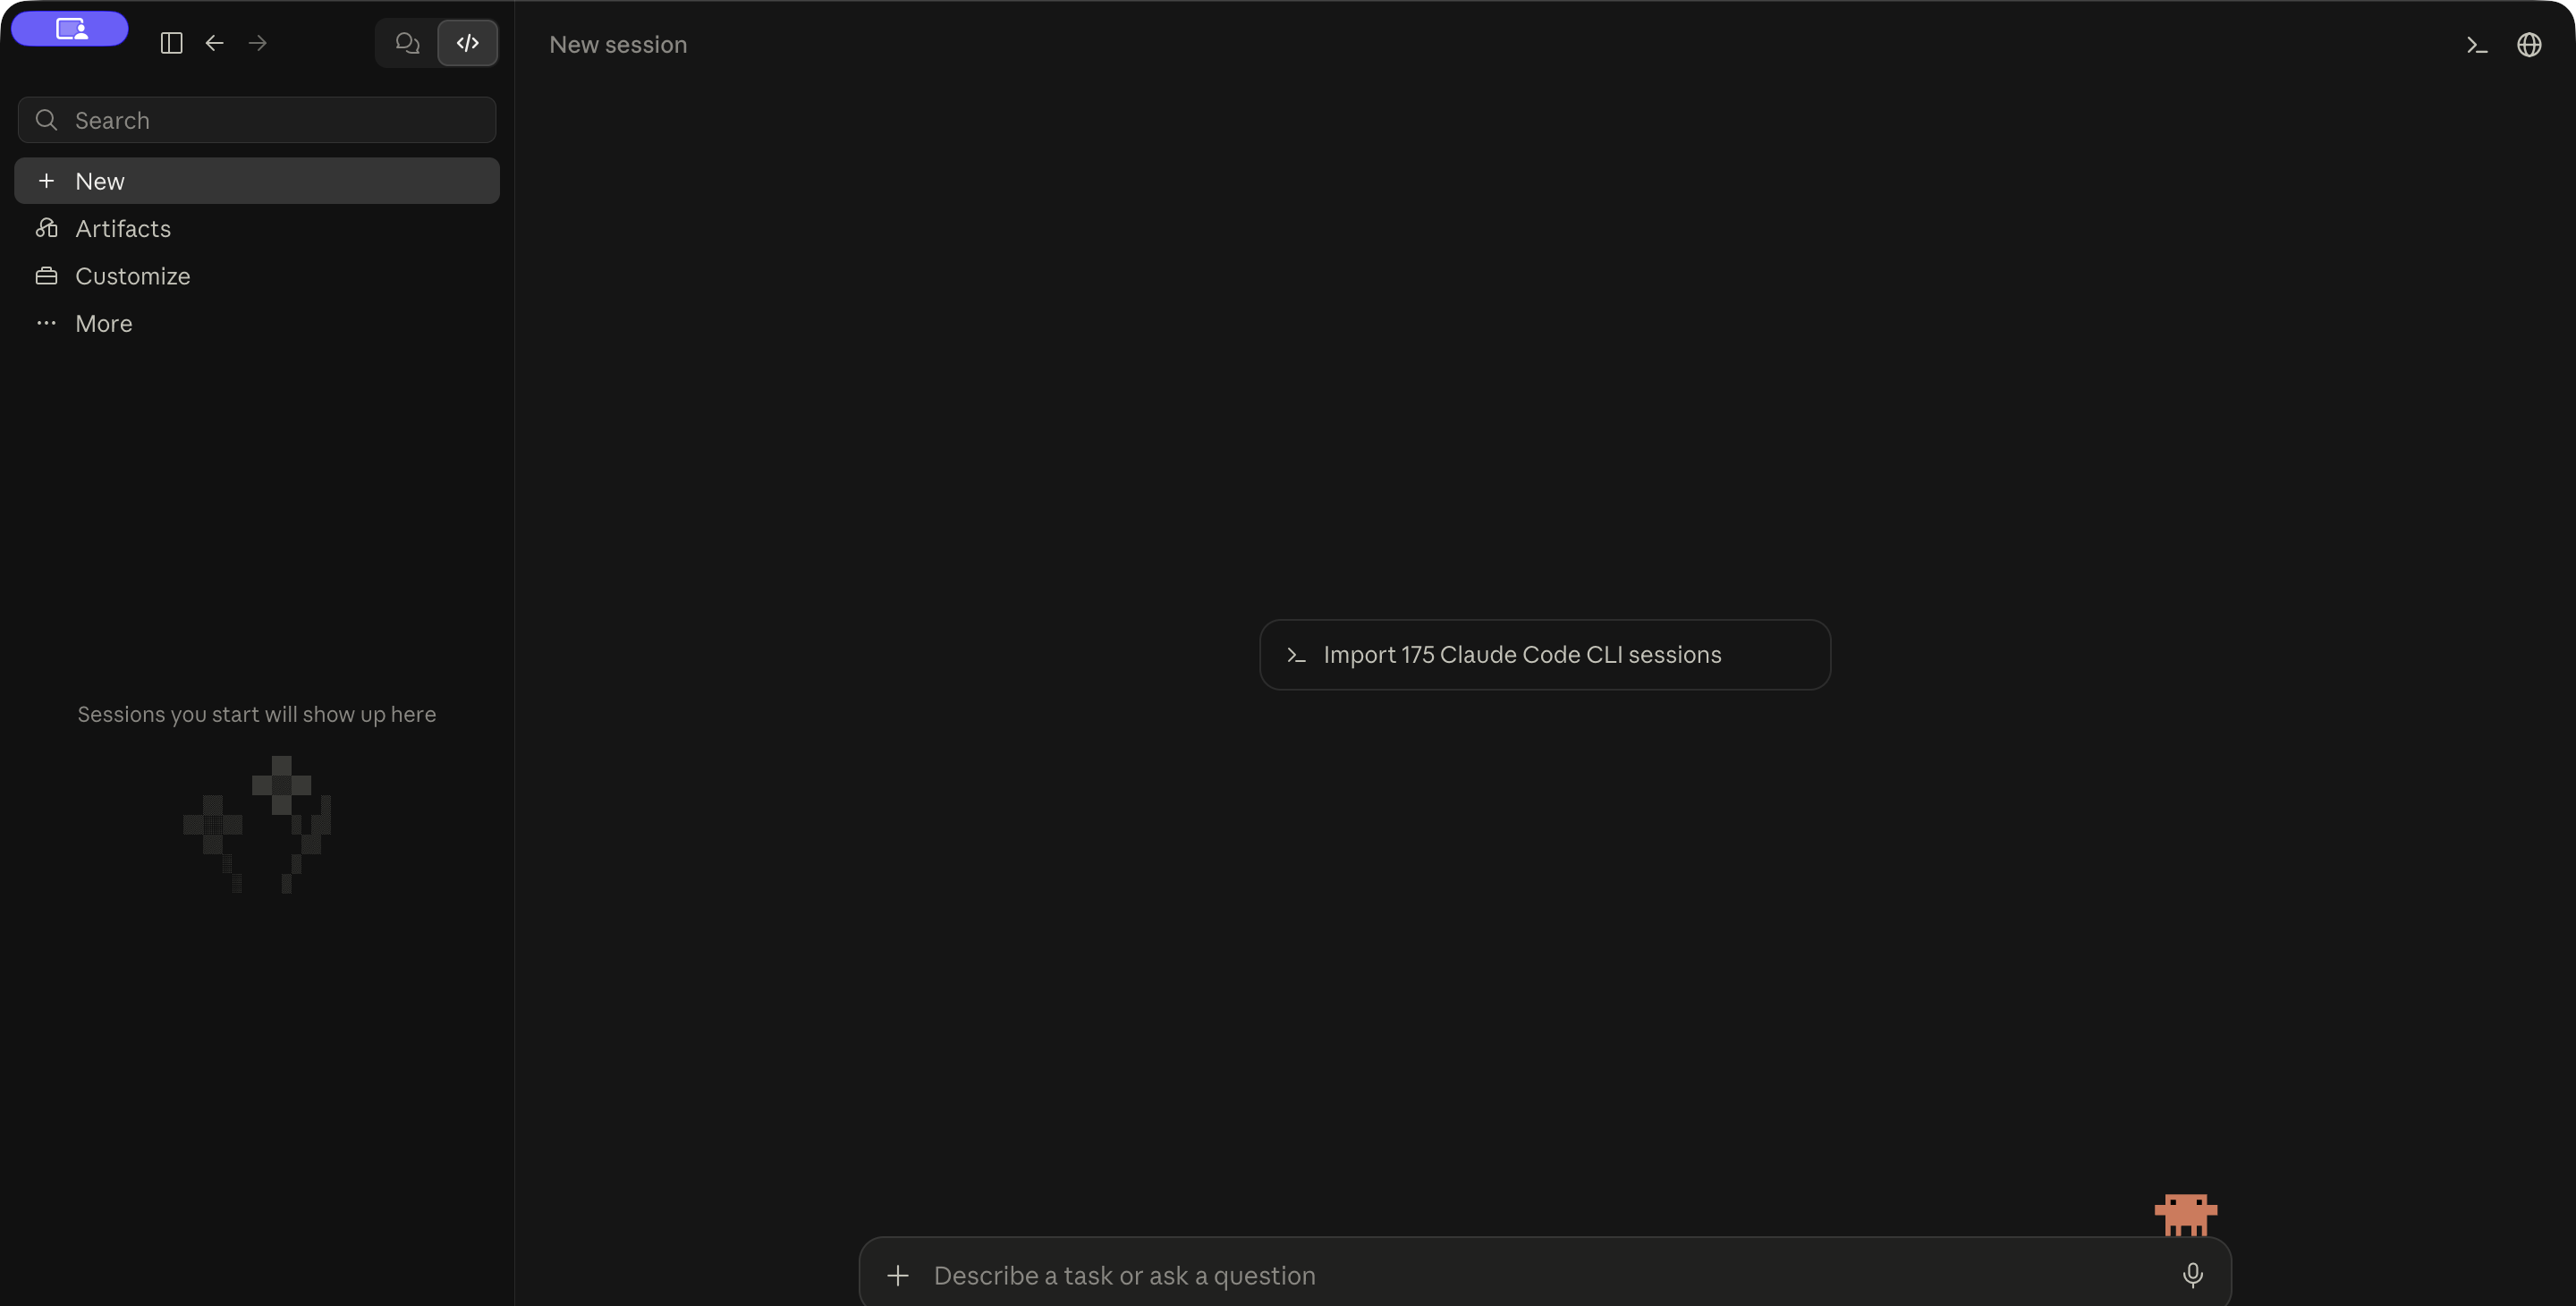 New session
Search
New
Artifacts
Customize
More
Import 175 Claude Code CLI sessions
Sessions you start will show up here
Describe a task or ask a question